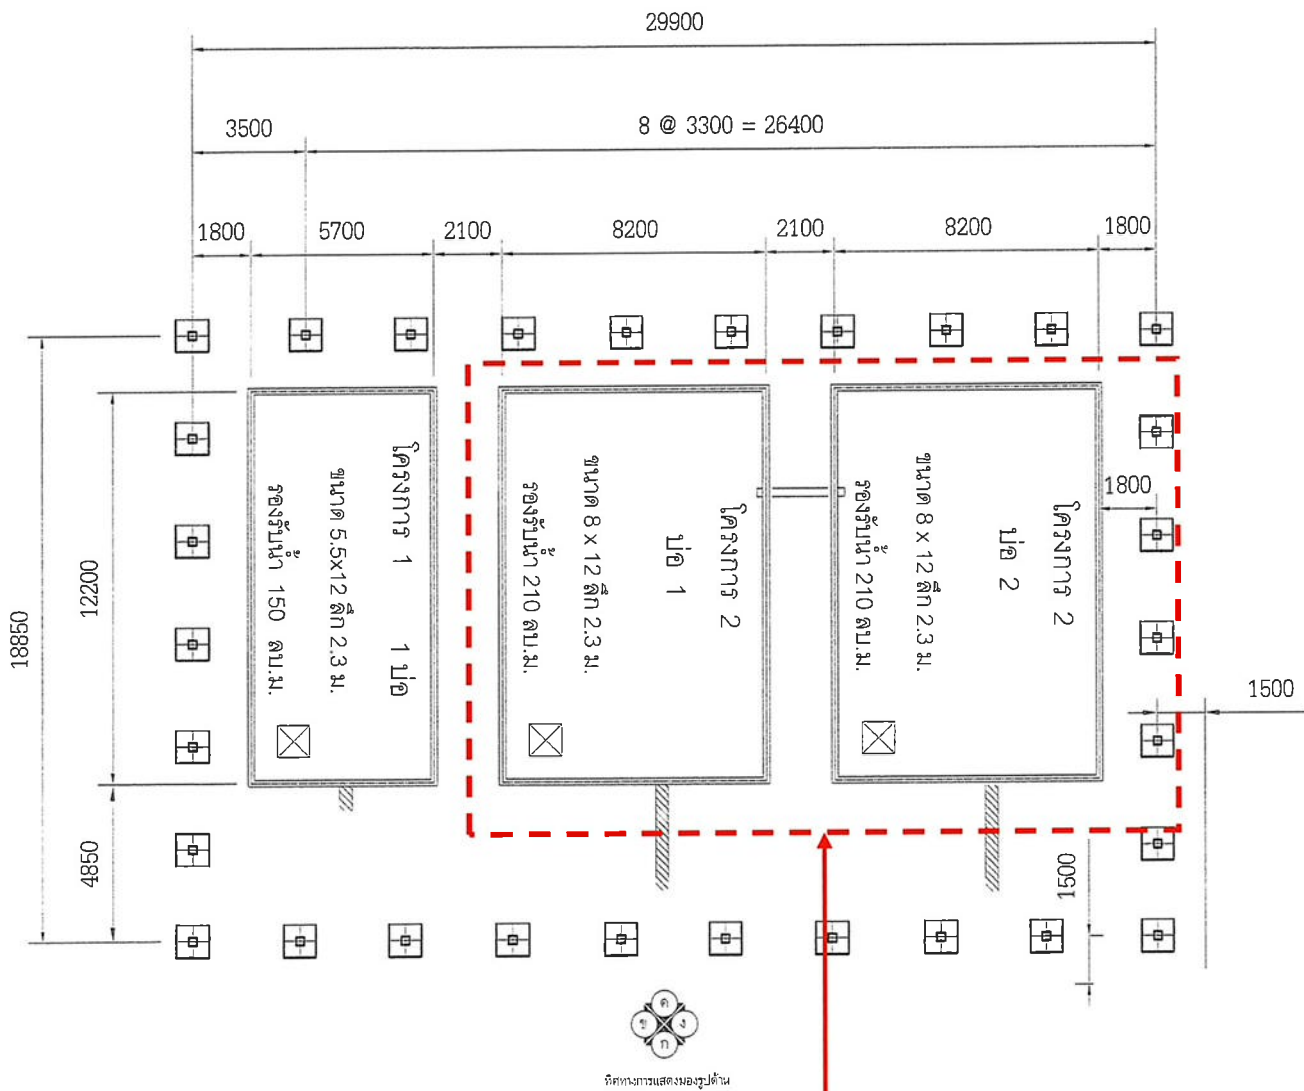 29900
3500
8 @ 3300 = 26400
1800
5700
2100
8200
2100
8200
1800
18850
12200
4850
โครงการ 1 1 บ่อ
ขนาด 5.5x12 ลึก 2.3 ม.
รองรับน้ำ 150 ลบ.ม.
โครงการ 2
บ่อ 1
ขนาด 8 x 12 ลึก 2.3 ม.
รองรับน้ำ 210 ลบ.ม.
โครงการ 2
บ่อ 2
ขนาด 8 x 12 ลึก 2.3 ม.
รองรับน้ำ 210 ลบ.ม.
1800
1500
1500
ค
ข
ง
ก
ทิศทางการแสดงมองรูปด้าน